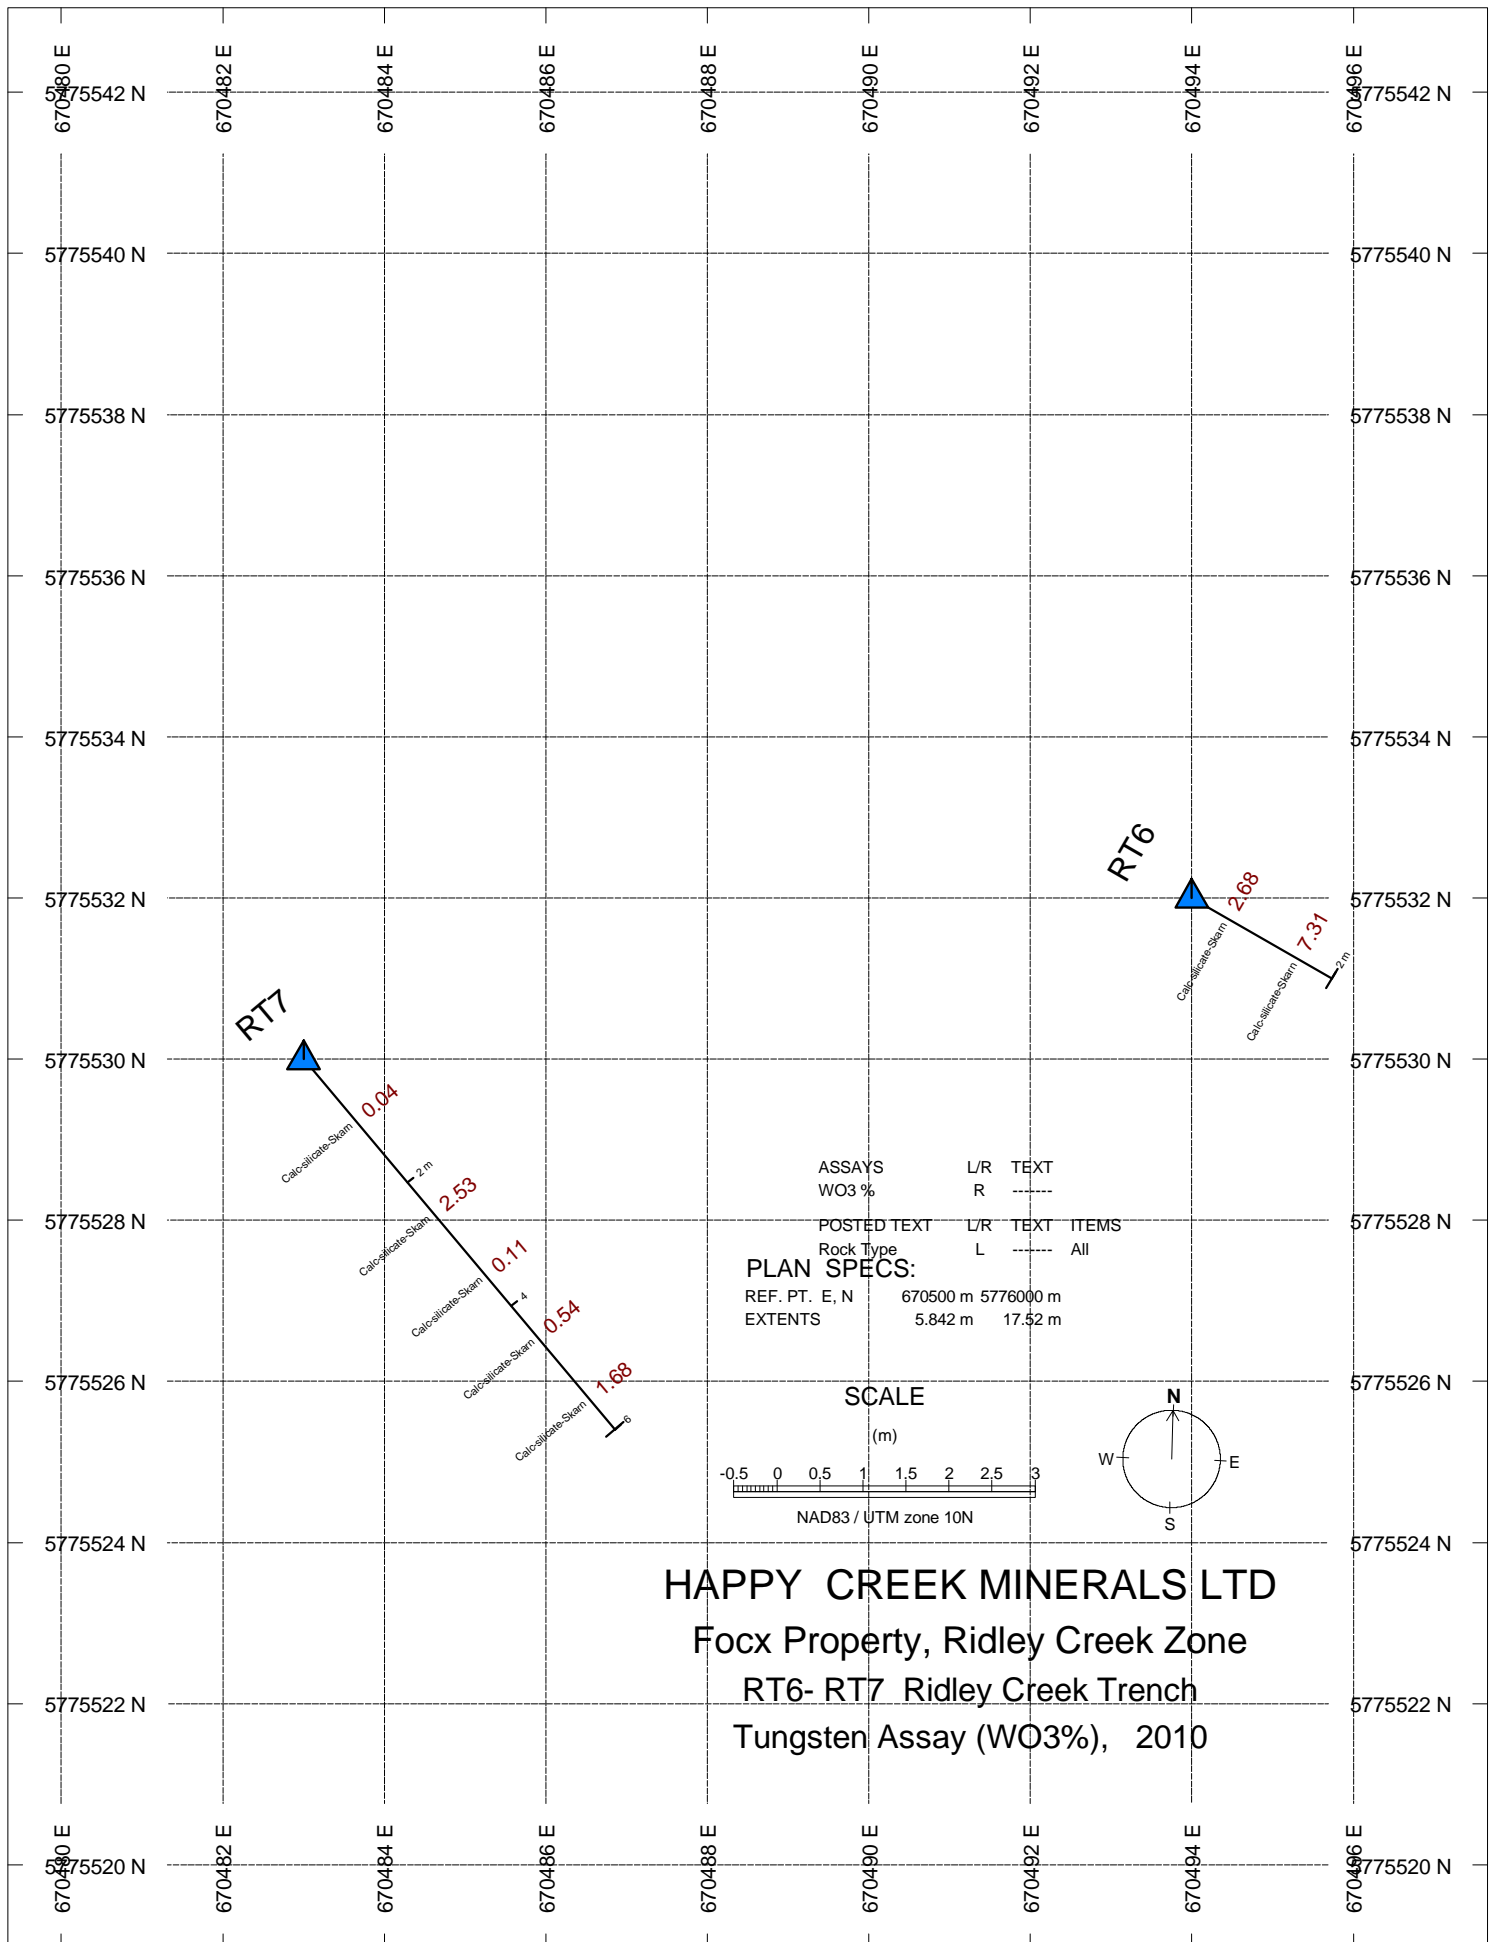 670480 E
670482 E
670484 E
670486 E
670488 E
670490 E
670492 E
670494 E
670496 E
5775542 N
5775542 N
5775540 N
5775540 N
5775538 N
5775538 N
5775536 N
5775536 N
5775534 N
5775534 N
RT6
2.68
5775532 N
5775532 N
7.31
Calc-silicate-Skarn
2 m
Calc-silicate-Skarn
RT7
5775530 N
5775530 N
0.04
Calc-silicate-Skarn
2 m
2.53
5775528 N
5775528 N
Calc-silicate-Skarn
0.11
Calc-silicate-Skarn
4
0.54
Calc-silicate-Skarn
1.68
5775526 N
5775526 N
Calc-silicate-Skarn
6
ASSAYS L/R TEXT
WO3 % R -------
POSTED TEXT L/R TEXT ITEMS
Rock Type L ------- All
PLAN SPECS:
REF. PT. E, N 670500 m 5776000 m
EXTENTS 5.842 m 17.52 m
SCALE
(m)
-0.5 0 0.5 1 1.5 2 2.5 3
NAD83 / UTM zone 10N
N
W
E
S
5775524 N
5775524 N
HAPPY CREEK MINERALS LTD
Focx Property, Ridley Creek Zone
RT6- RT7 Ridley Creek Trench
5775522 N
5775522 N
Tungsten Assay (WO3%), 2010
5775520 N
5775520 N
670480 E
670482 E
670484 E
670486 E
670488 E
670490 E
670492 E
670494 E
670496 E